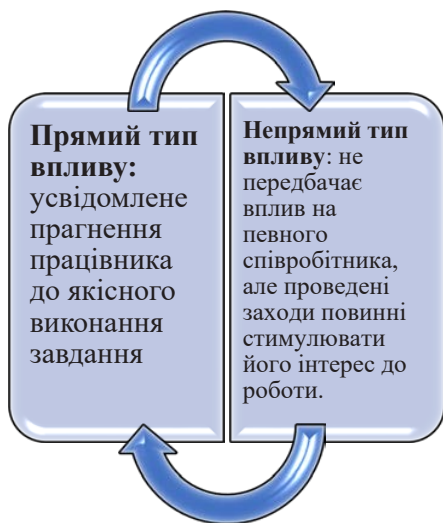 Прямий тип
впливу:
усвідомлене
прагнення
працівника
до якісного
виконання
завдання
Непрямий тип
впливу: не
передбачає
вплив на
певного
співробітника,
але проведені
заходи повинні
стимулювати
його інтерес до
роботи.